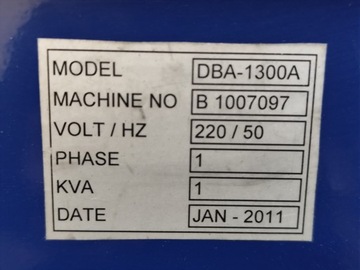 MODEL DBA-1300A
MACHINE NO B 1007097
VOLT / HZ 220 / 50
PHASE 1
KVA 1
DATE JAN - 2011